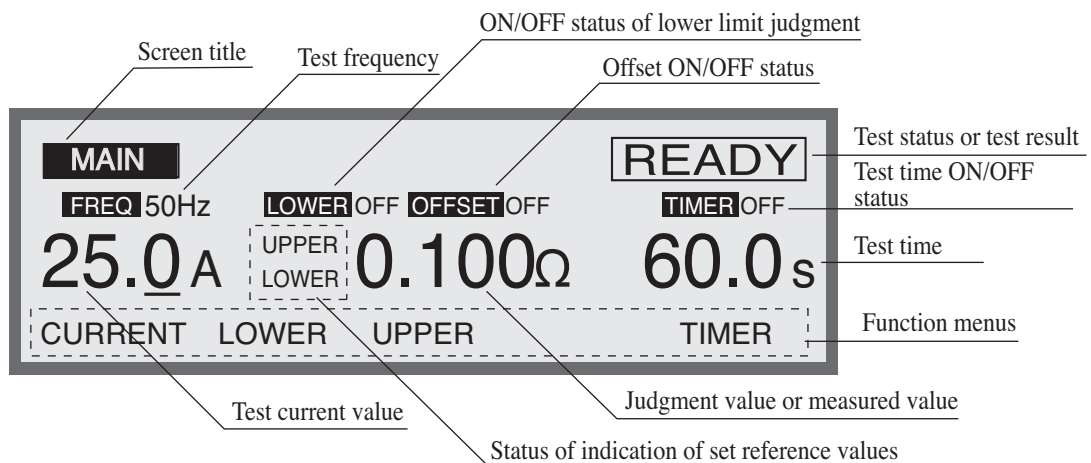 ON/OFF status of lower limit judgment
Screen title
Test frequency
Offset ON/OFF status
MAIN
READY
Test status or test result
Test time ON/OFF
status
FREQ 50Hz
LOWER OFF OFFSET OFF
TIMER OFF
25.0 A
UPPER
LOWER
0.100Ω
60.0 s
Test time
CURRENT LOWER UPPER TIMER
Function menus
Test current value
Judgment value or measured value
Status of indication of set reference values